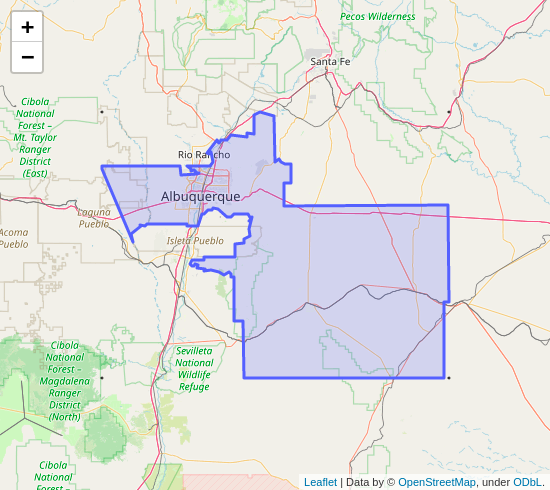 +
−
Pecos Wilderness
Santa Fe
Cibola
National
Forest –
Mt. Taylor
Ranger
District
(East)
Rio Rancho
Albuquerque
Laguna
Pueblo
Acoma
Pueblo
Isleta Pueblo
Sevilleta
National
Wildlife
Refuge
Cibola
National
Forest –
Magdalena
Ranger
District
(North)
Cibola
National
Forest –
Leaflet | Data by © OpenStreetMap, under ODbL.